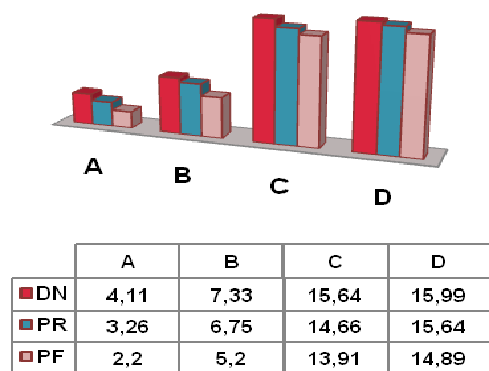 A B C D
A B C D
DN 4,11 7,33 15,64 15,99
PR 3,26 6,75 14,66 15,64
PF 2,2 5,2 13,91 14,89